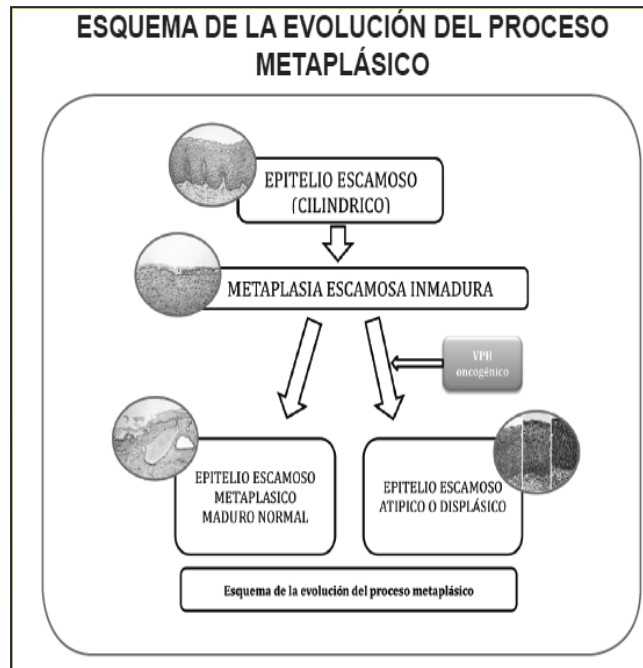 ESQUEMA DE LA EVOLUCIÓN DEL PROCESO
METAPLÁSICO
EPITELIO ESCAMOSO
(CILINDRICO)
METAPLASIA ESCAMOSA INMADURA
VPH
oncogénico
EPITELIO ESCAMOSO
METAPLASICO
MADURO NORMAL
EPITELIO ESCAMOSO
ATIPICO O DISPLÁSICO
Esquema de la evolución del proceso metaplásico